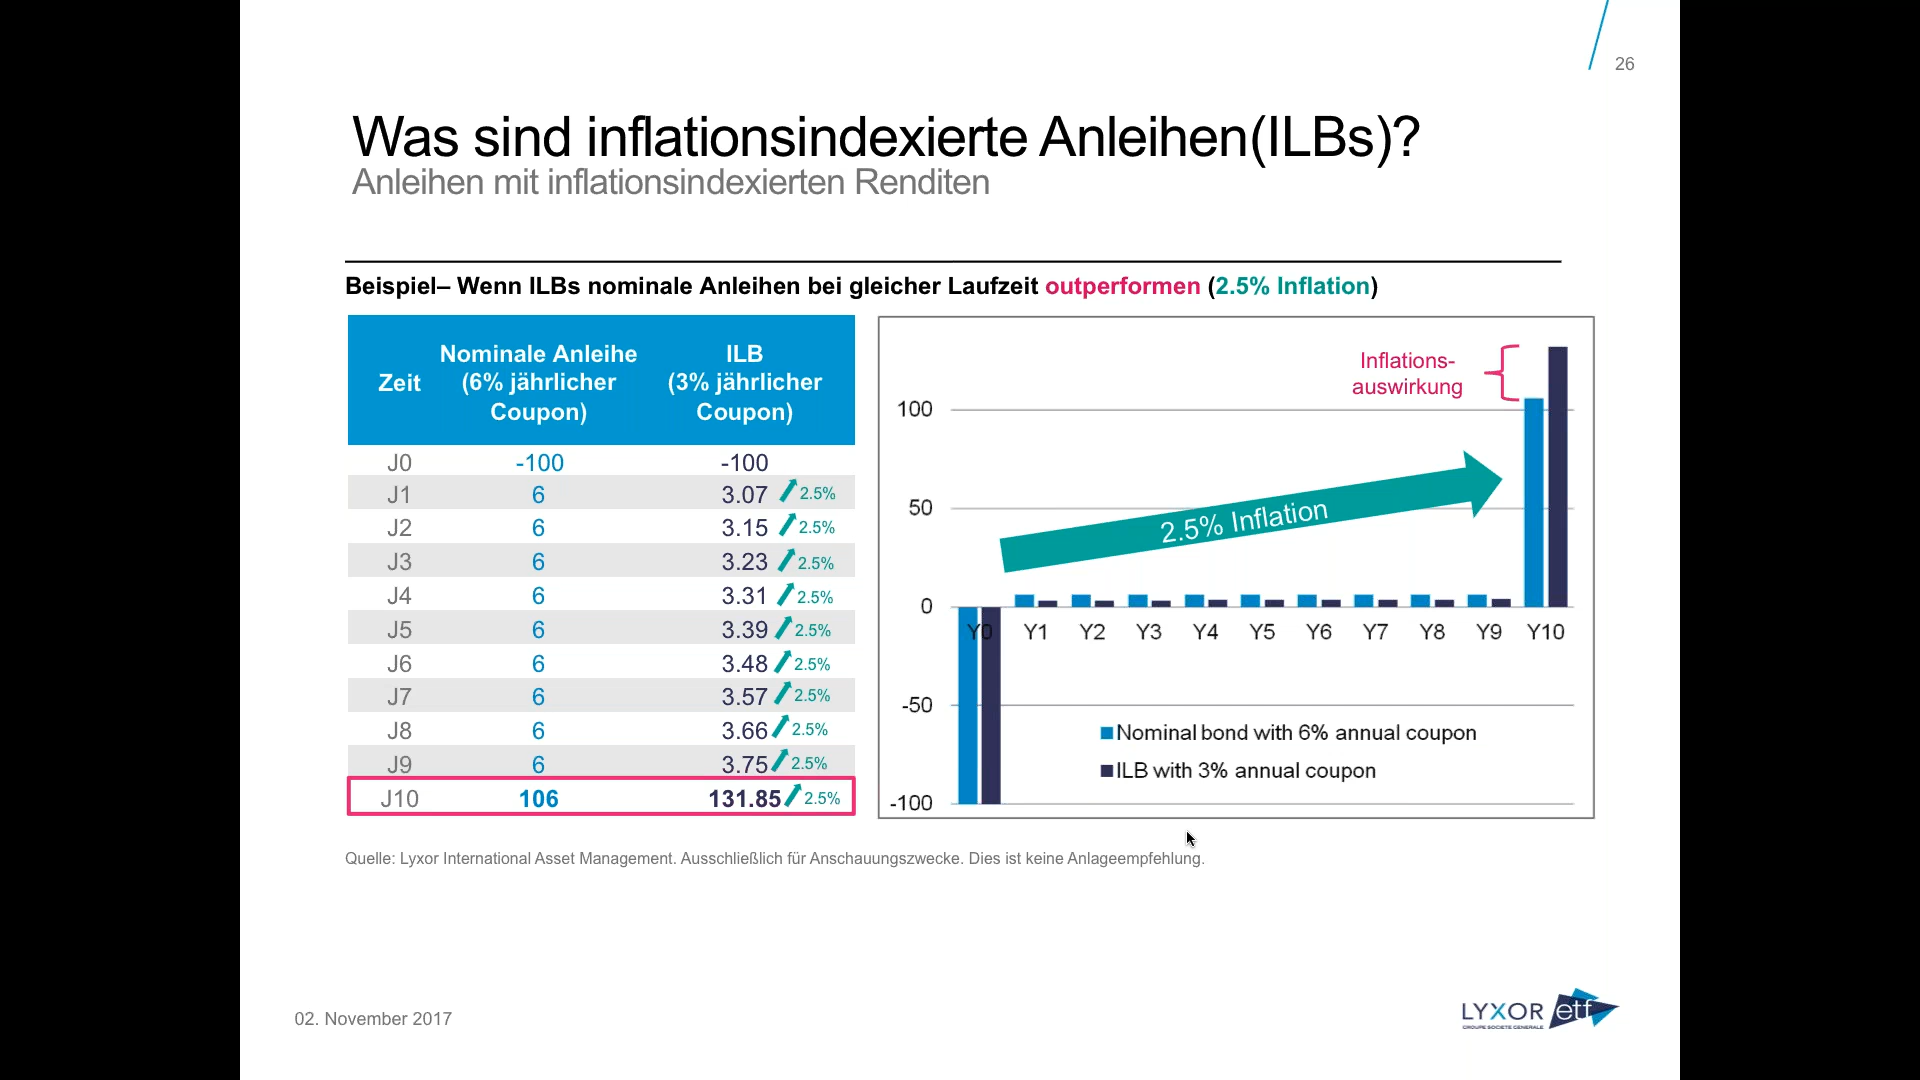 26
Was sind inflationsindexierte Anleihen(ILBs)?
Anleihen mit inflationsindexierten Renditen
Beispiel– Wenn ILBs nominale Anleihen bei gleicher Laufzeit outperformen (2.5% Inflation)
Zeit Nominale Anleihe (6% jährlicher Coupon) ILB (3% jährlicher Coupon)
J0 -100 -100
J1 6 3.07 2.5%
J2 6 3.15 2.5%
J3 6 3.23 2.5%
J4 6 3.31 2.5%
J5 6 3.39 2.5%
J6 6 3.48 2.5%
J7 6 3.57 2.5%
J8 6 3.66 2.5%
J9 6 3.75 2.5%
J10 106 131.85 2.5%
Inflations-
auswirkung
100
50
0
-50
-100
2.5% Inflation
Y0 Y1 Y2 Y3 Y4 Y5 Y6 Y7 Y8 Y9 Y10
Nominal bond with 6% annual coupon
ILB with 3% annual coupon
Quelle: Lyxor International Asset Management. Ausschließlich für Anschauungszwecke. Dies ist keine Anlageempfehlung.
02. November 2017
LYXOR etf
GROUPE SOCIETE GENERALE